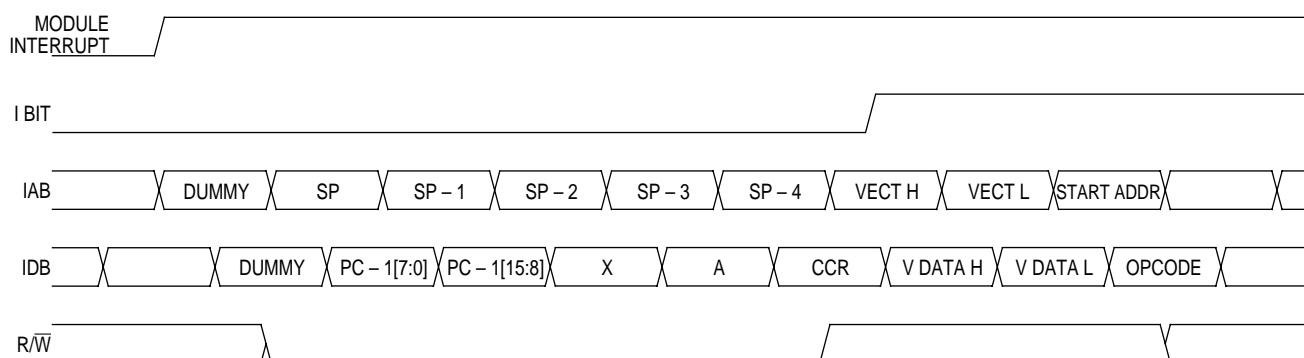 MODULE
INTERRUPT
I BIT
IAB DUMMY SP SP – 1 SP – 2 SP – 3 SP – 4 VECT H VECT L START ADDR
IDB DUMMY PC – 1[7:0] PC – 1[15:8] X A CCR V DATA H V DATA L OPCODE
R/W̅